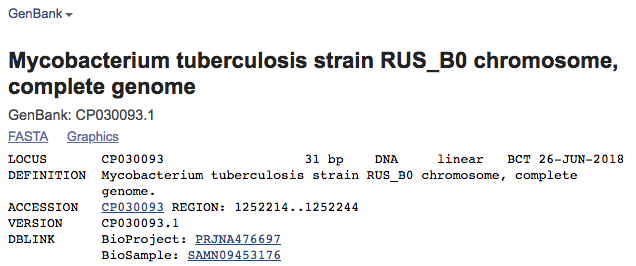 GenBank
Mycobacterium tuberculosis strain RUS_B0 chromosome,
complete genome
GenBank: CP030093.1
FASTA Graphics
LOCUS CP030093 31 bp DNA linear BCT 26-JUN-2018
DEFINITION Mycobacterium tuberculosis strain RUS_B0 chromosome, complete
genome.
ACCESSION CP030093 REGION: 1252214..1252244
VERSION CP030093.1
DBLINK BioProject: PRJNA476697
BioSample: SAMN09453176